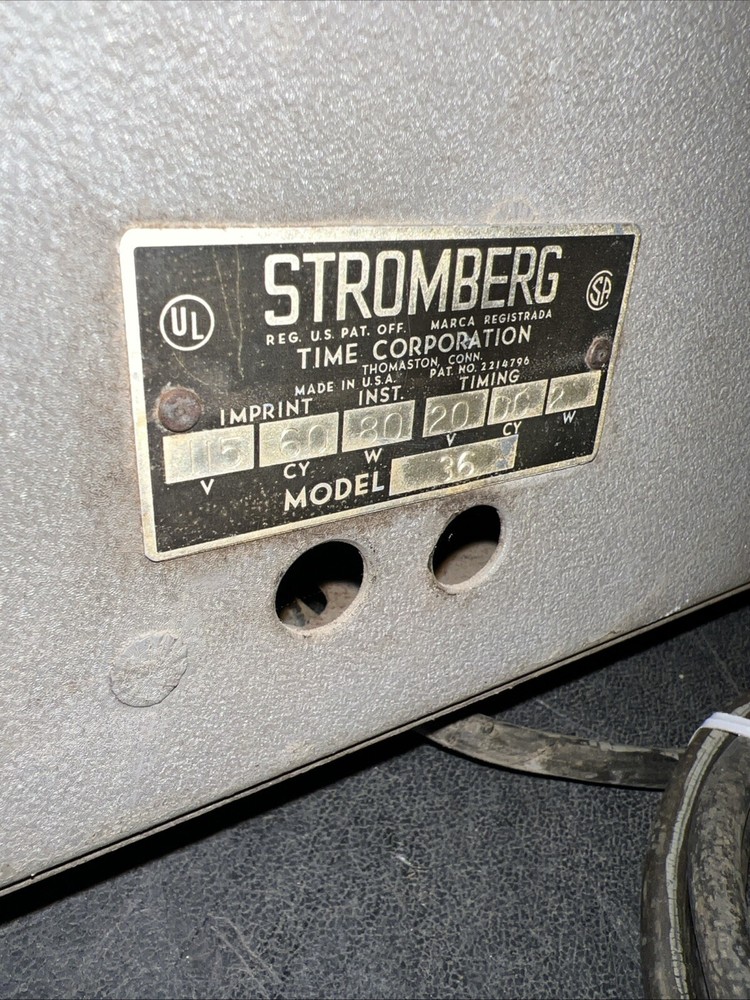 UL
STROMBERG
SA
REG. U.S. PAT. OFF. MARCA REGISTRADA
TIME CORPORATION
THOMASTON, CONN.
MADE IN U.S.A. PAT. NO. 2214796
IMPRINT INST. TIMING
115 60 80 20 DC 2
V CY W V CY W
MODEL 36